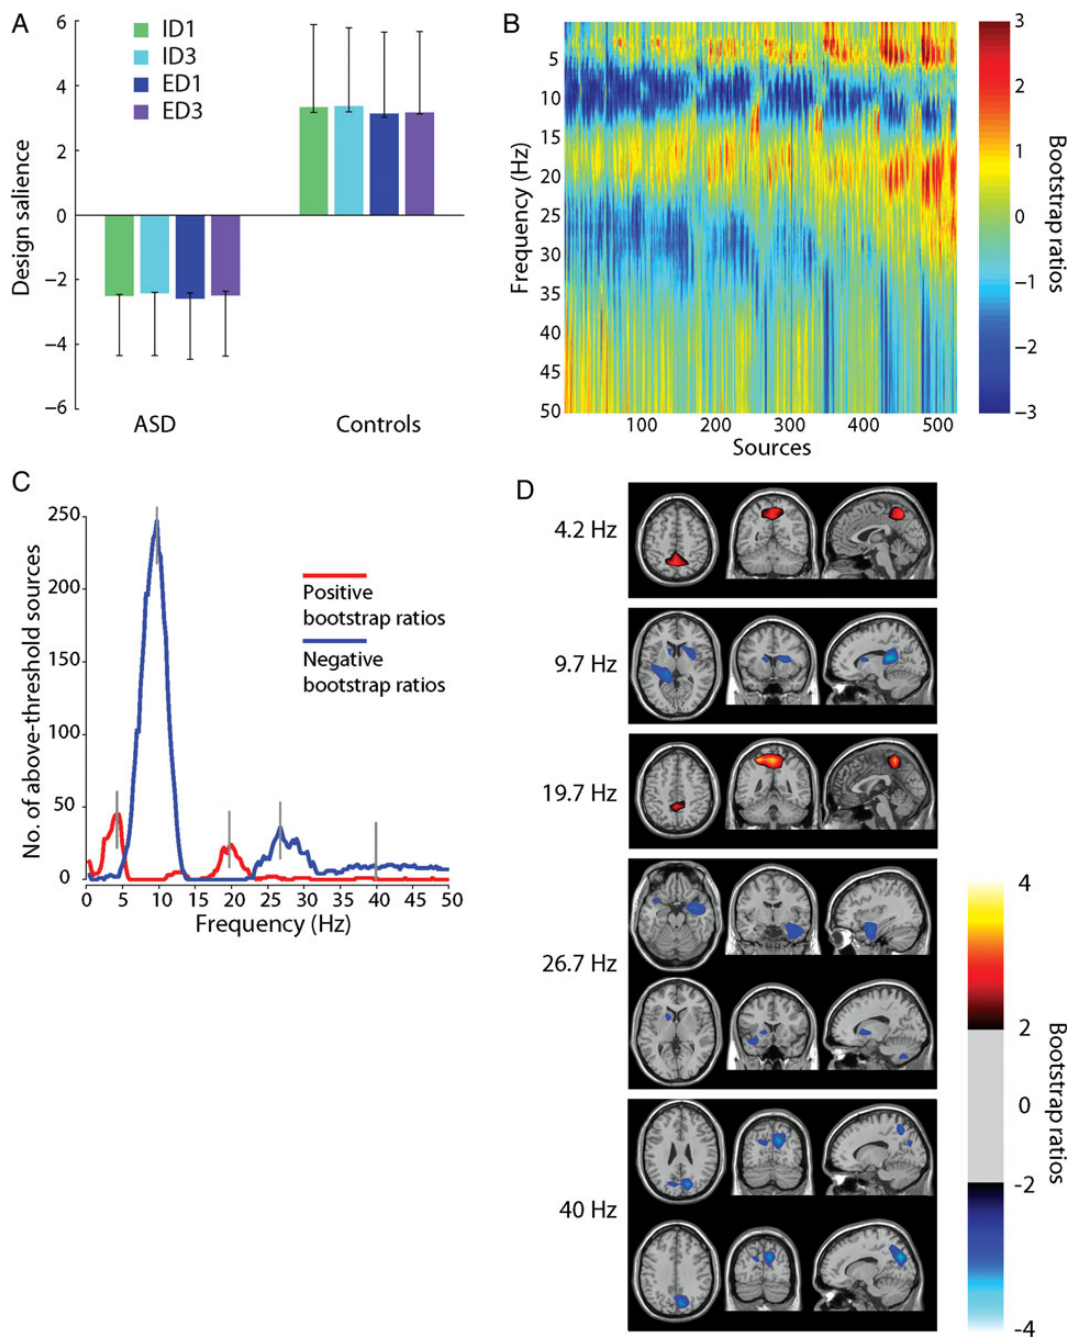 A
6
4
2
0
−2
−4
−6
Design salience
ID1
ID3
ED1
ED3
ASD
Controls
B
5
10
15
20
25
30
35
40
45
50
Frequency (Hz)
100
200
300
400
500
Sources
3
2
1
0
−1
−2
−3
Bootstrap ratios
C
250
200
150
100
50
0
No. of above-threshold sources
0 5 10 15 20 25 30 35 40 45 50
Frequency (Hz)
Positive
bootstrap ratios
Negative
bootstrap ratios
D
4.2 Hz
9.7 Hz
19.7 Hz
26.7 Hz
40 Hz
4
2
0
-2
-4
Bootstrap ratios